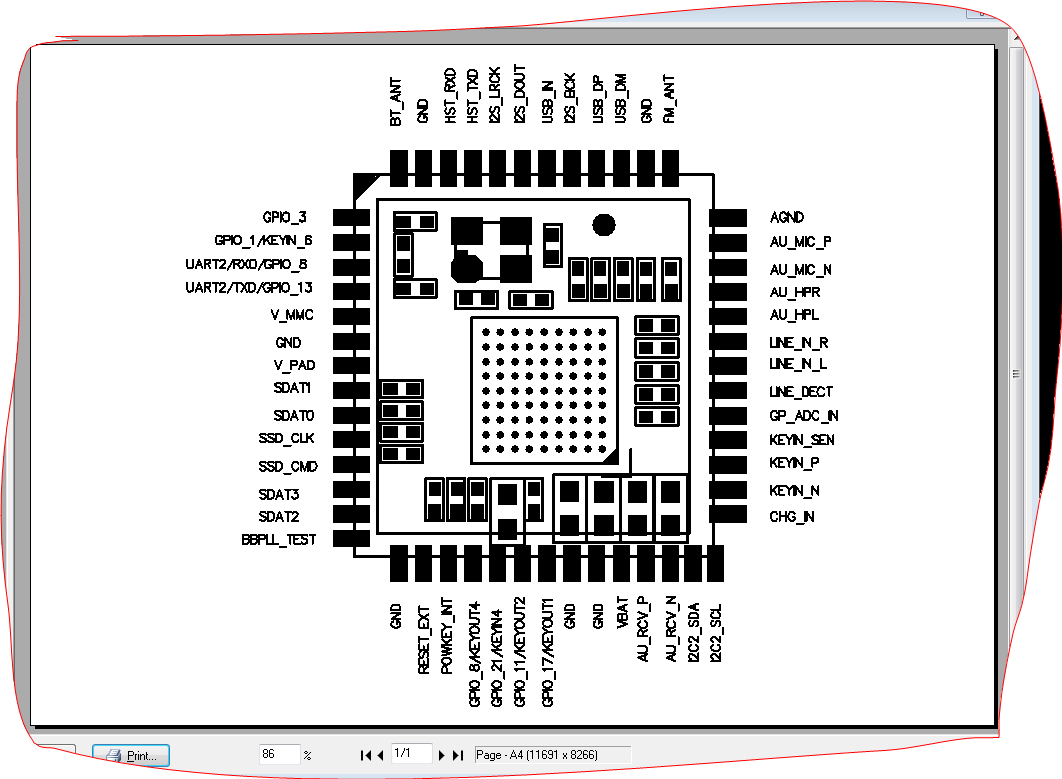 BT_ANT
GND
HST_RXD
HST_TXD
I2S_LRCK
I2S_DOUT
USB_IN
I2S_BCK
USB_DP
USB_DM
GND
FM_ANT
GPIO_3
GPIO_1/KEYIN_6
UART2/RXD/GPIO_8
UART2/TXD/GPIO_13
V_MMC
GND
V_PAD
SDAT1
SDAT0
SSD_CLK
SSD_CMD
SDAT3
SDAT2
BBPLL_TEST
AGND
AU_MIC_P
AU_MIC_N
AU_HPR
AU_HPL
LINE_IN_R
LINE_IN_L
LINE_DECT
GP_ADC_IN
KEYIN_SEN
KEYIN_P
KEYIN_N
CHG_IN
GND
RESET_EXT
POWKEY_INT
GPIO_8/KEYOUT4
GPIO_21/KEYIN4
GPIO_11/KEYOUT2
GPIO_17/KEYOUT1
GND
GND
VBAT
AU_RCV_P
AU_RCV_N
I2C2_SDA
I2C2_SCL
Print... 86 % 1/1 Page - A4 (11691 x 8266)